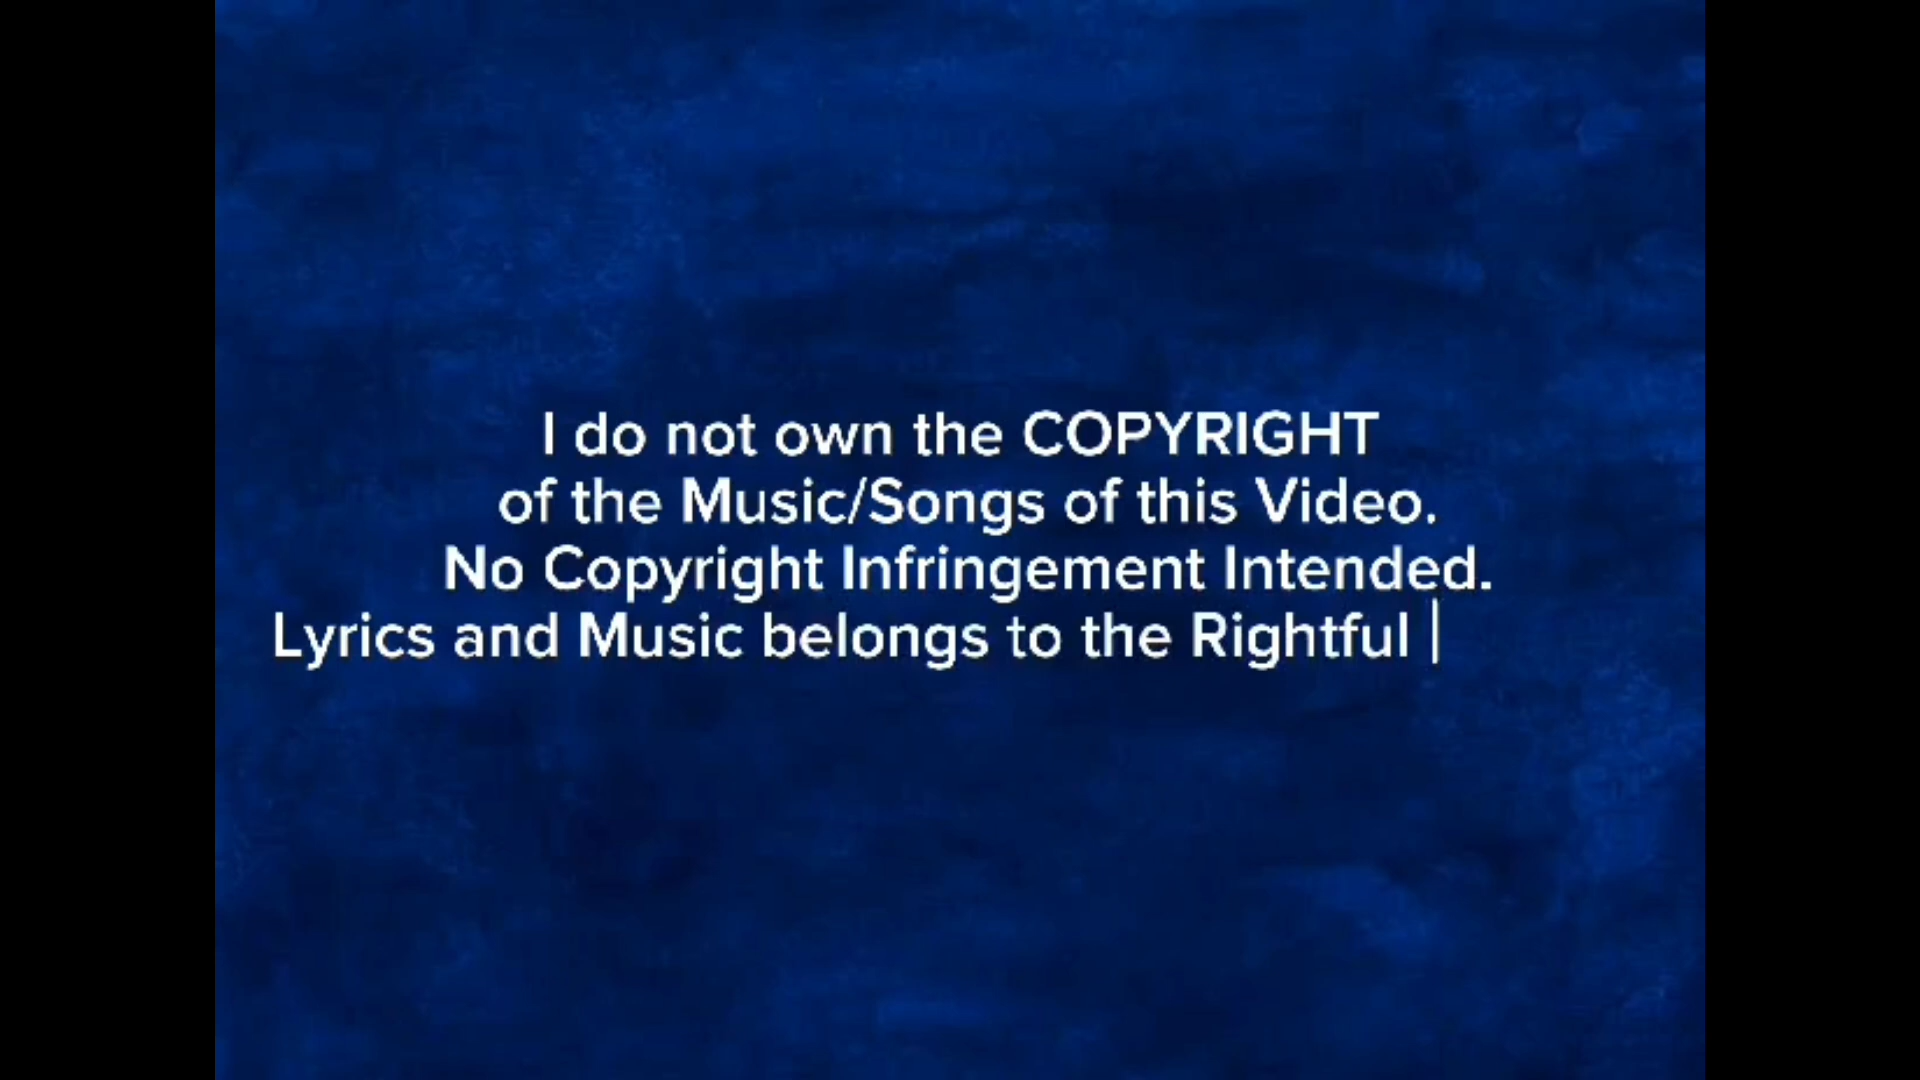 I do not own the COPYRIGHT
of the Music/Songs of this Video.
No Copyright Infringement Intended.
Lyrics and Music belongs to the Rightful